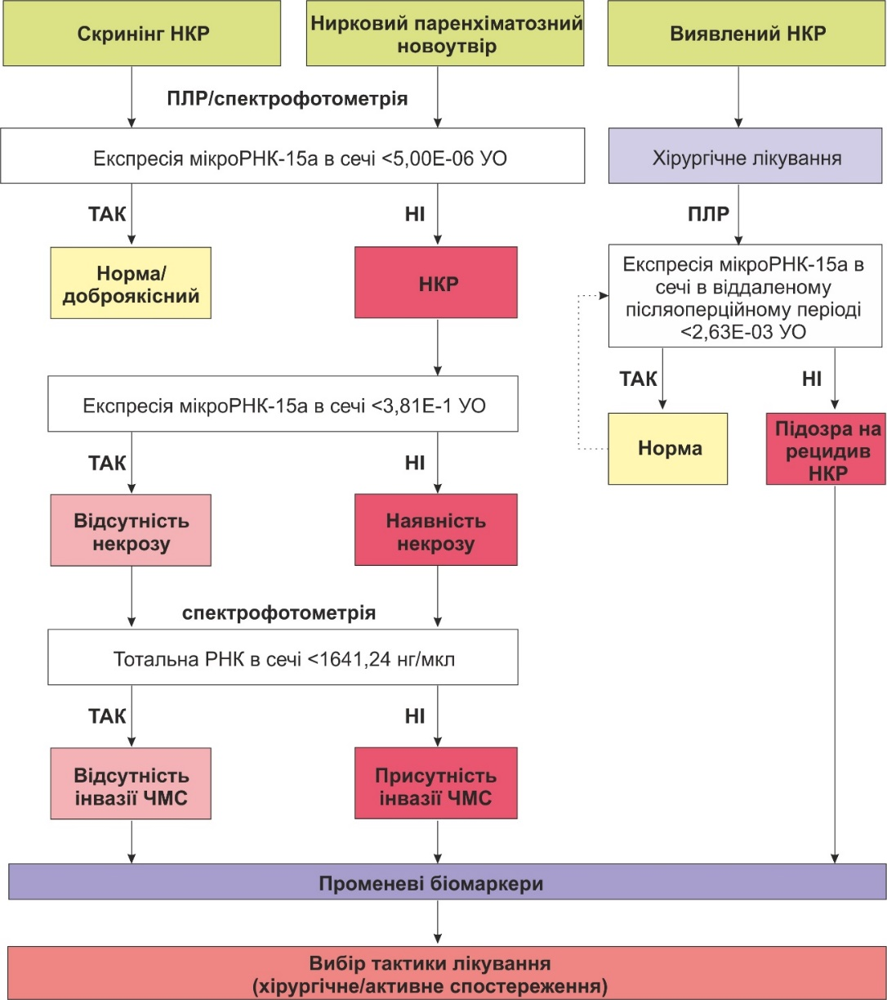 Скринінг НКР
Нирковий паренхіматозний
новоутвір
Виявлений НКР
ПЛР/спектрофотометрія
Експресія мікроРНК-15а в сечі <5,00Е-06 УО
Хірургічне лікування
ТАК
НІ
ПЛР
Норма/
доброякісний
НКР
Експресія мікроРНК-15а в
сечі в віддаленому
післяоперційному періоді
<2,63Е-03 УО
Експресія мікроРНК-15а в сечі <3,81Е-1 УО
ТАК
НІ
ТАК
НІ
Норма
Підозра на
рецидив
НКР
Відсутність
некрозу
Наявність
некрозу
спектрофотометрія
Тотальна РНК в сечі <1641,24 нг/мкл
ТАК
НІ
Відсутність
інвазії ЧМС
Присутність
інвазії ЧМС
Променеві біомаркери
Вибір тактики лікування
(хірургічне/активне спостереження)